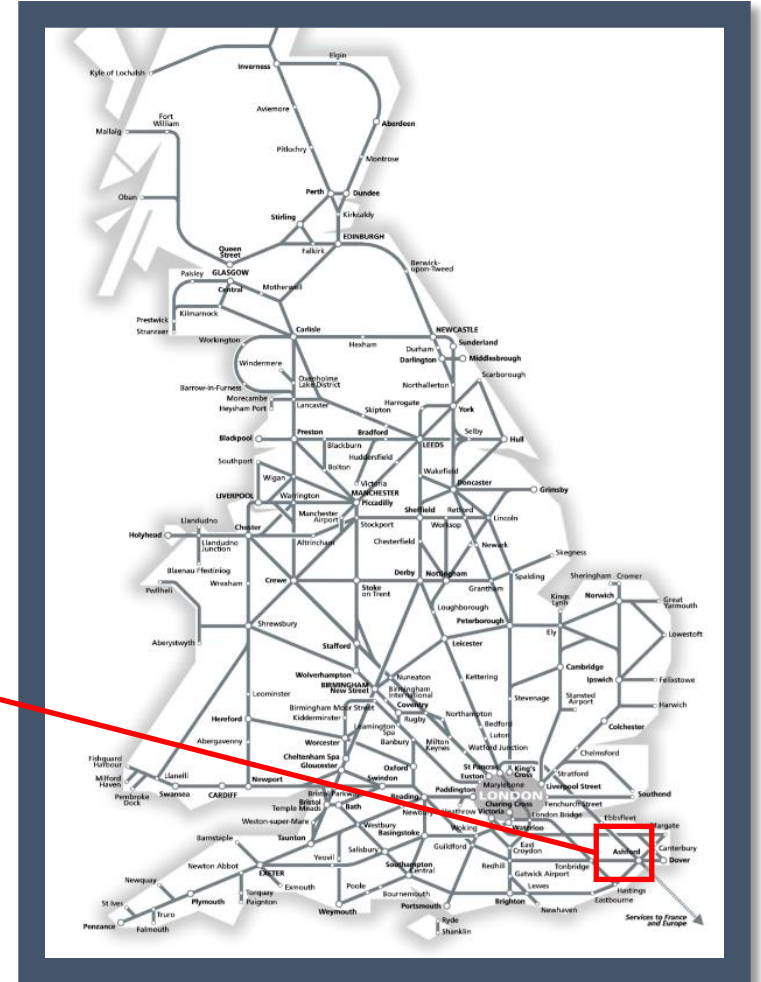 Elgin
Inverness
Kyle of Lochalsh
Aviemore
Fort
William
Mallaig
Aberdeen
Pitlochry
Montrose
Oban
Perth
Dundee
Stirling
Kirkcaldy
Queen
Street
Falkirk
EDINBURGH
Berwick-
upon-Tweed
Paisley
GLASGOW
Central
Motherwell
Prestwick
Kilmarnock
Stranraer
Carlisle
NEWCASTLE
Workington
Hexham
Durham
Sunderland
Darlington
Middlesbrough
Windermere
Scarborough
Oxenholme
Lake District
Northallerton
Barrow-in-Furness
Morecambe
Heysham Port
Lancaster
Harrogate
Skipton
York
Blackpool
Preston
Bradford
Selby
Hull
Blackburn
LEEDS
Huddersfield
Southport
Bolton
Wakefield
Wigan
Victoria
Doncaster
LIVERPOOL
Warrington
MANCHESTER
Piccadilly
Grimsby
Manchester
Airport
Sheffield
Retford
Llandudno
Chester
Stockport
Worksop
Lincoln
Holyhead
Llandudno
Junction
Altrincham
Chesterfield
Newark
Skegness
Blaenau Ffestiniog
Derby
Nottingham
Wrexham
Crewe
Stoke
on Trent
Grantham
Spalding
Sheringham
Cromer
Pwllheli
Kings
Lynn
Norwich
Great
Yarmouth
Loughborough
Peterborough
Shrewsbury
Ely
Lowestoft
Aberystwyth
Stafford
Leicester
Cambridge
Wolverhampton
BIRMINGHAM
New Street
Nuneaton
Kettering
Ipswich
Felixstowe
Leominster
Birmingham
International
Stevenage
Stansted
Airport
Harwich
Birmingham Moor Street
Coventry
Hereford
Kidderminster
Rugby
Northampton
Bedford
Colchester
Leamington
Spa
Luton
Abergavenny
Worcester
Banbury
Milton
Keynes
Watford Junction
Chelmsford
Cheltenham Spa
Gloucester
Oxford
St Pancras
Euston
King's
Cross
Stratford
Fishguard
Harbour
Llanelli
Newport
Swindon
Marylebone
Liverpool Street
Milford
Haven
Pembroke
Dock
Swansea
CARDIFF
Bristol Parkway
Reading
Paddington
LONDON
Southend
Bristol
Temple Meads
Bath
Newbury
Heathrow
Victoria
Charing Cross
Fenchurch Street
London Bridge
Ebbsfleet
Weston-super-Mare
Westbury
Woking
Waterloo
Margate
Barnstaple
Taunton
Basingstoke
East
Croydon
Ashford
Canterbury
Yeovil
Salisbury
Guildford
Dover
Newton Abbot
EXETER
Southampton
Central
Redhill
Tonbridge
Gatwick Airport
Newquay
Exmouth
Poole
Lewes
Hastings
St Ives
Plymouth
Torquay
Paignton
Bournemouth
Eastbourne
Truro
Weymouth
Portsmouth
Brighton
Newhaven
Penzance
Falmouth
Ryde
Shanklin
Services to France
and Europe